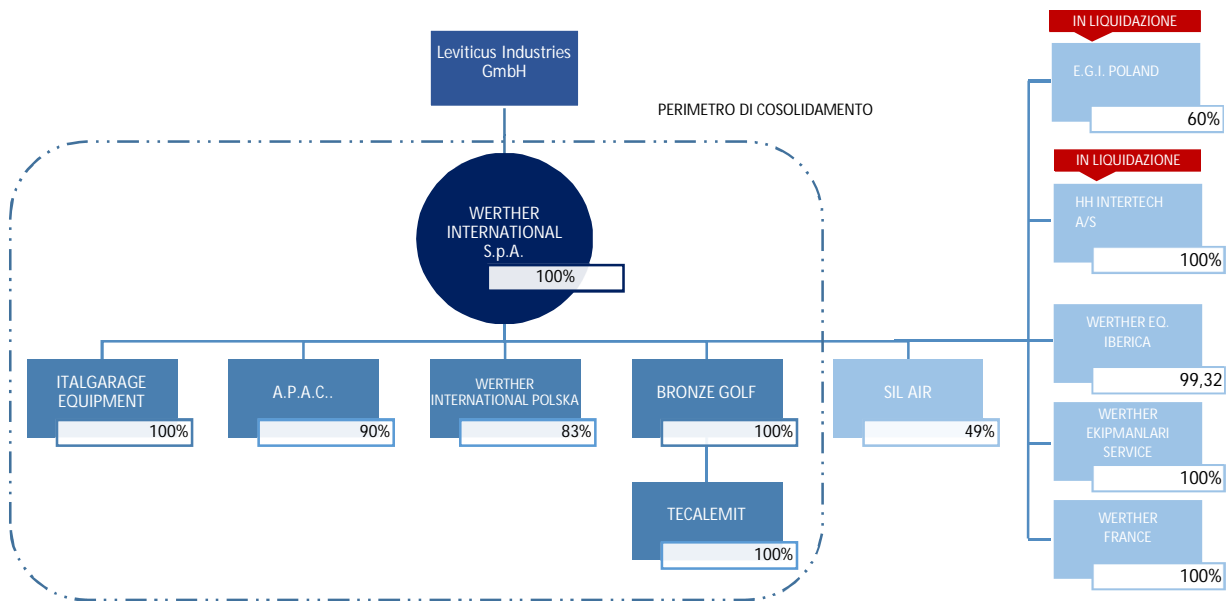 Leviticus Industries
GmbH
PERIMETRO DI COSOLIDAMENTO
WERTHER
INTERNATIONAL
S.p.A.
100%
ITALGARAGE
EQUIPMENT
100%
A.P.A.C..
90%
WERTHER
INTERNATIONAL POLSKA
83%
BRONZE GOLF
100%
TECALEMIT
100%
SIL AIR
49%
IN LIQUIDAZIONE
E.G.I. POLAND
60%
IN LIQUIDAZIONE
HH INTERTECH
A/S
100%
WERTHER EQ.
IBERICA
99,32
WERTHER
EKIPMANLARI
SERVICE
100%
WERTHER
FRANCE
100%